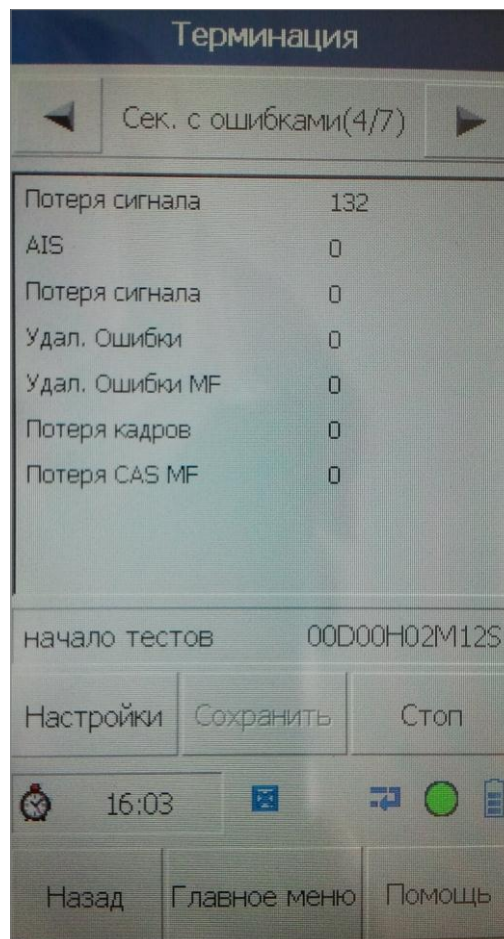 Терминация
Сек. с ошибками(4/7)
Потеря сигнала 132
AIS 0
Потеря сигнала 0
Удал. Ошибки 0
Удал. Ошибки MF 0
Потеря кадров 0
Потеря CAS MF 0
начало тестов 00D00H02M12S
Настройки Сохранить Стоп
16:03
Назад Главное меню Помощь